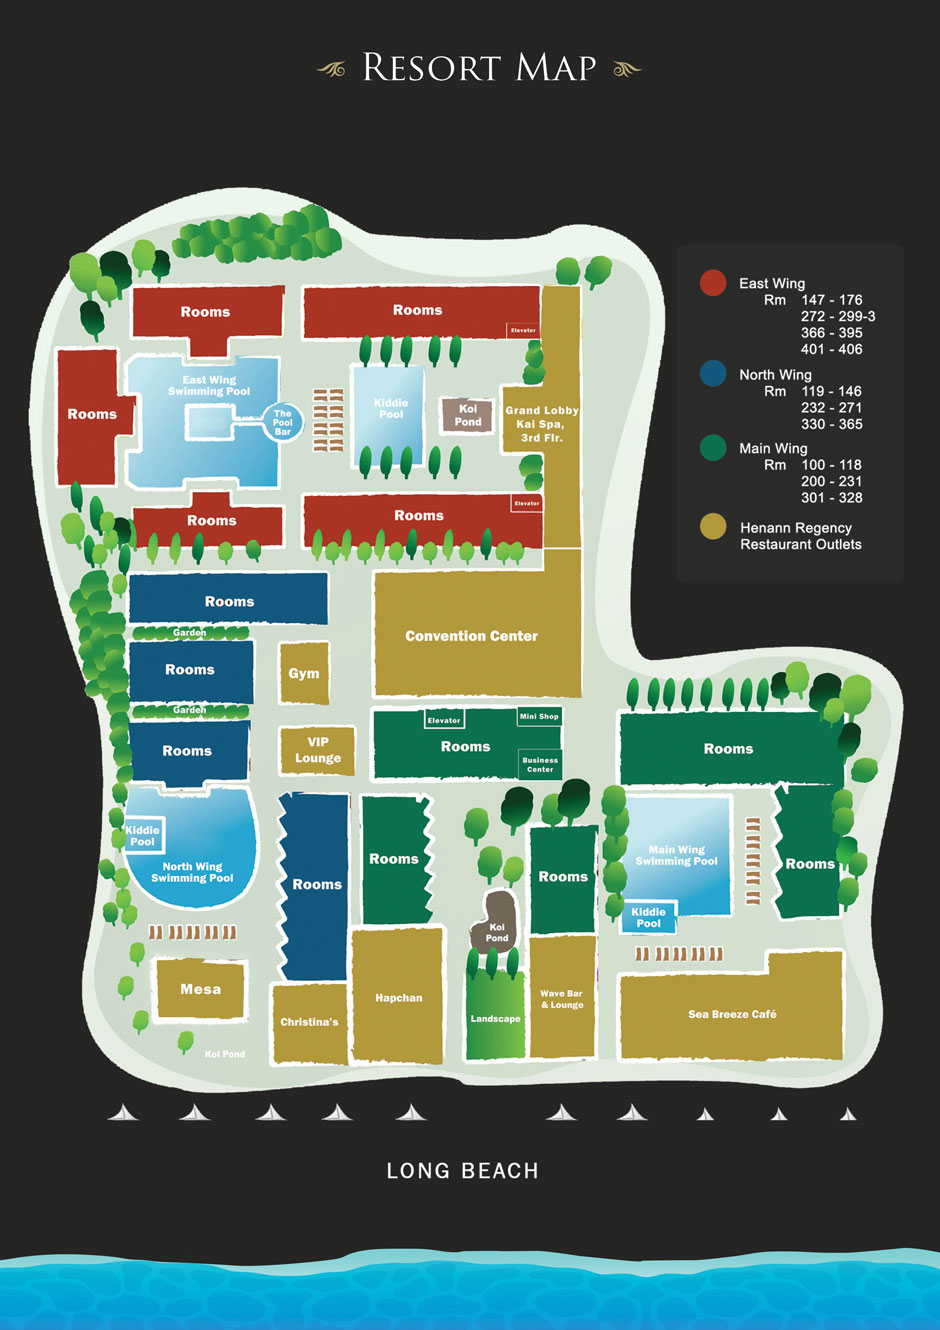 RESORT MAP
East Wing
Rm 147 - 176
272 - 299-3
366 - 395
401 - 406
North Wing
Rm 119 - 146
232 - 271
330 - 365
Main Wing
Rm 100 - 118
200 - 231
301 - 328
Henann Regency
Restaurant Outlets
Rooms
Rooms
Elevator
Rooms
East Wing
Swimming Pool
The
Pool
Bar
Kiddie
Pool
Koi
Pond
Grand Lobby
Kai Spa,
3rd Flr.
Rooms
Rooms
Elevator
Rooms
Garden
Convention Center
Rooms
Gym
Garden
Rooms
VIP
Lounge
Elevator
Mini Shop
Rooms
Business
Center
Rooms
Kiddie
Pool
North Wing
Swimming Pool
Rooms
Rooms
Rooms
Main Wing
Swimming Pool
Rooms
Kiddie
Pool
Koi
Pond
Mesa
Christina's
Hapchan
Landscape
Wave Bar
& Lounge
Sea Breeze Café
Koi Pond
LONG BEACH